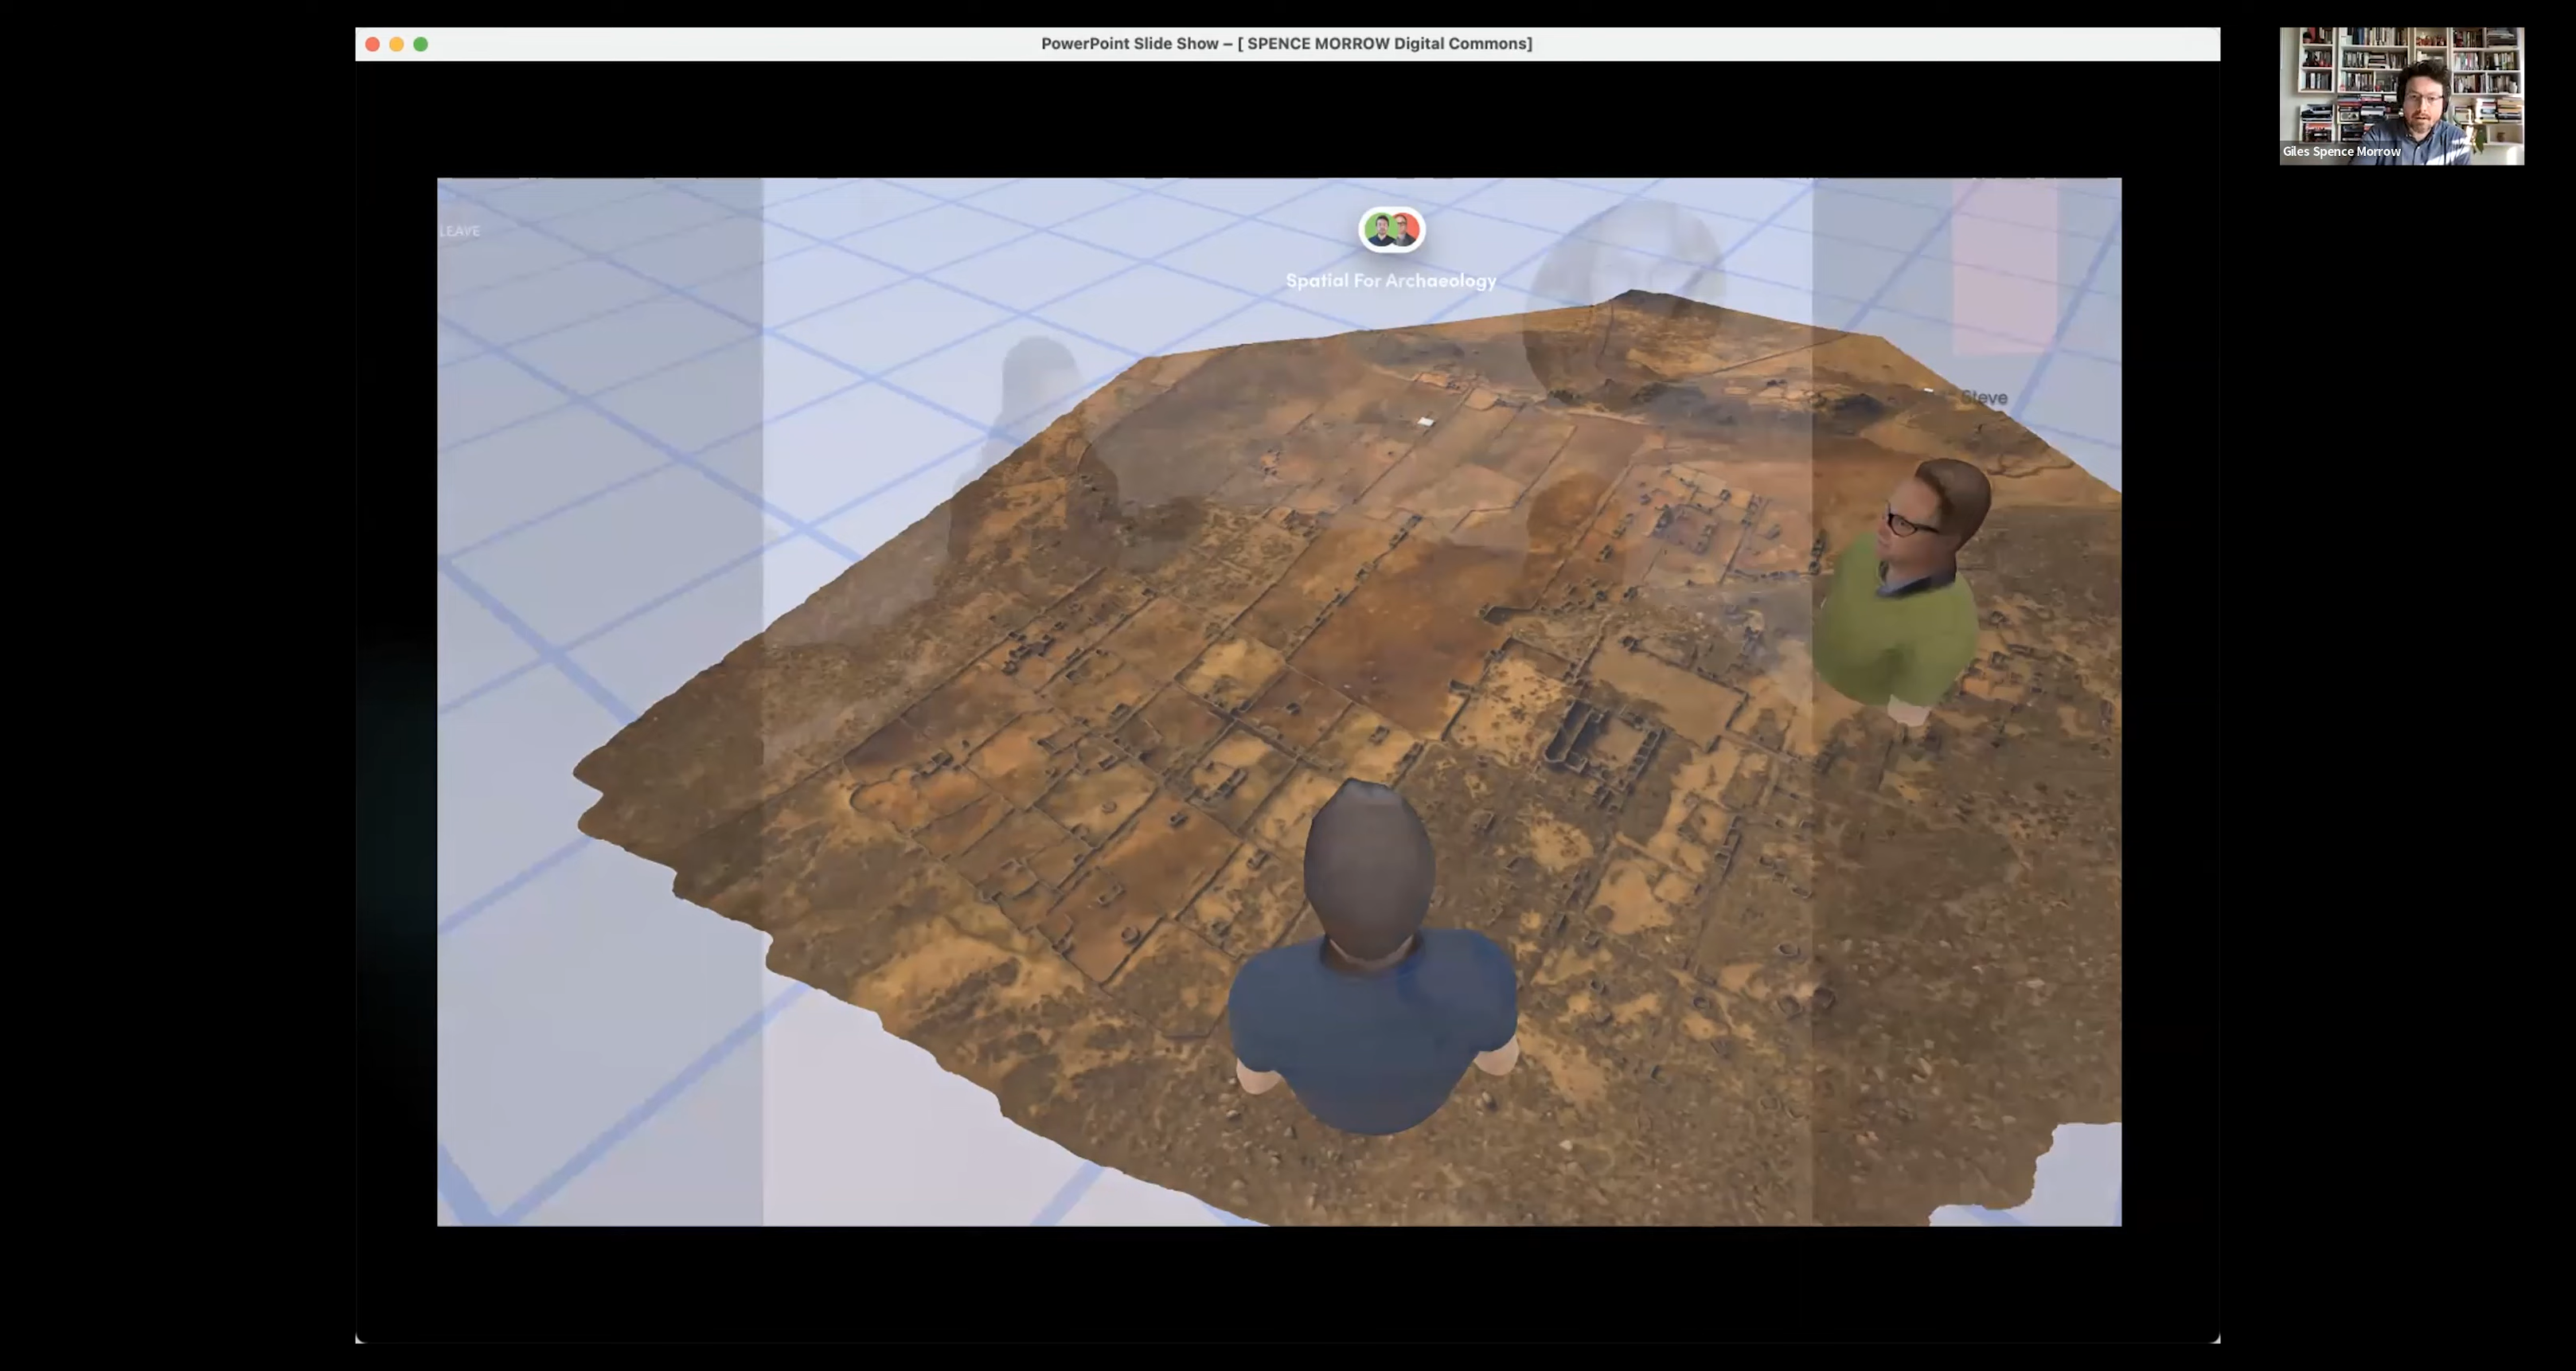 PowerPoint Slide Show – [ SPENCE MORROW Digital Commons]
Giles Spence Morrow
LEAVE
Spatial For Archaeology
Steve